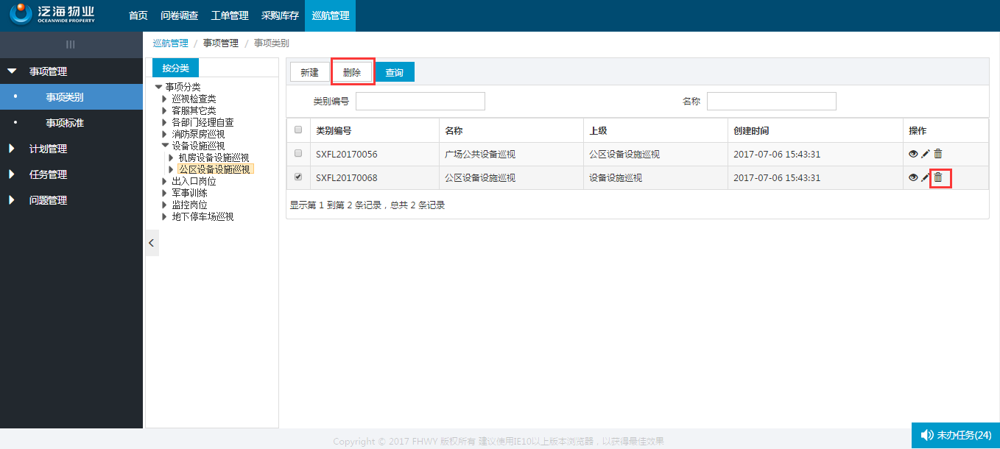 泛海物业
OCEANWIDE PROPERTY
首页 问卷调查 工单管理 采购库存 巡航管理
事项管理
事项类别
事项标准
计划管理
任务管理
问题管理
巡航管理 / 事项管理 / 事项类别
按分类
事项分类
巡视检查类
客服其它类
各部门经理自查
消防泵房巡视
设备设施巡视
机房设备设施巡视
公区设备设施巡视
出入口岗位
军事训练
监控岗位
地下停车场巡视
新建 删除 查询
类别编号 名称
类别编号 名称 上级 创建时间 操作
SXFL20170056 广场公共设备巡视 公区设备设施巡视 2017-07-06 15:43:31
SXFL20170068 公区设备设施巡视 设备设施巡视 2017-07-06 15:43:31
显示第 1 到第 2 条记录，总共 2 条记录
Copyright © 2017 FHWY 版权所有 建议使用IE10以上版本浏览器，以获得最佳效果
未办任务(24)